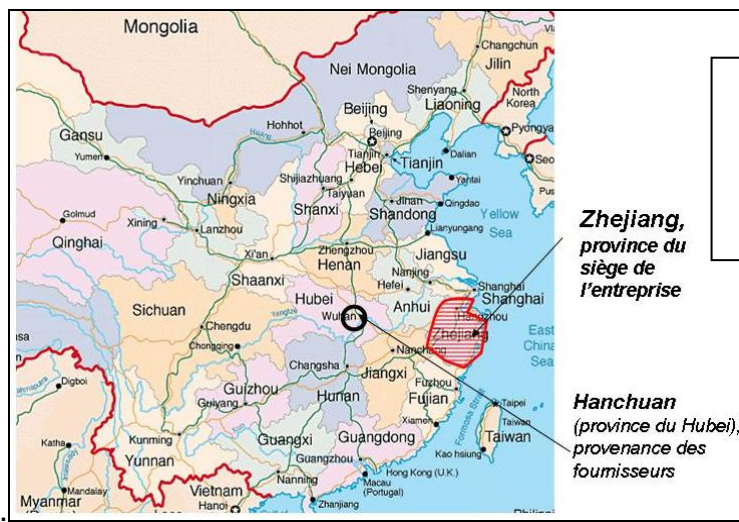 Mongolia
Changchun
Jilin
Nei Mongolia
Shenyang
Liaoning
North
Korea
Gansu
Hohhot
Beijing
Beijing
Yumen
Yinchuan
Tianjin
Tianjin
Dalian
Hebei
Shijiazhuang
Taiyuan
Yantai
Ningxia
Golmud
Xining
Lanzhou
Shanxi
Jinan
Qingdao
Shandong
Yellow
Sea
Qinghai
Lianyungang
Xi'an
Zhengzhou
Henan
Jiangsu
Shaanxi
Nanjing
Hefei
Shanghai
Shanghai
Hubei
Anhui
Sichuan
Yangtze
Wuhan
Hangzhou
Zhejiang
Chengdu
East
China
Sea
Chongqing
Changsha
Nanchang
Jiangxi
Digboi
Guizhou
Hunan
Fuzhou
Fujian
Guiyang
Formosa Strait
Taipei
Taiwan
Xiamen
Taiwan
Katha
Kunming
Guangxi
Guangdong
Kao hsiung
Yunnan
Guangzhou
Hong Kong (U.K.)
Macau
(Portugal)
Nanning
Mandalay
Myanmar
Vietnam
Hanoi
Zhanjiang
Zhejiang,
province du
siège de
l'entreprise
Hanchuan
(province du Hubei),
provenance des
fournisseurs